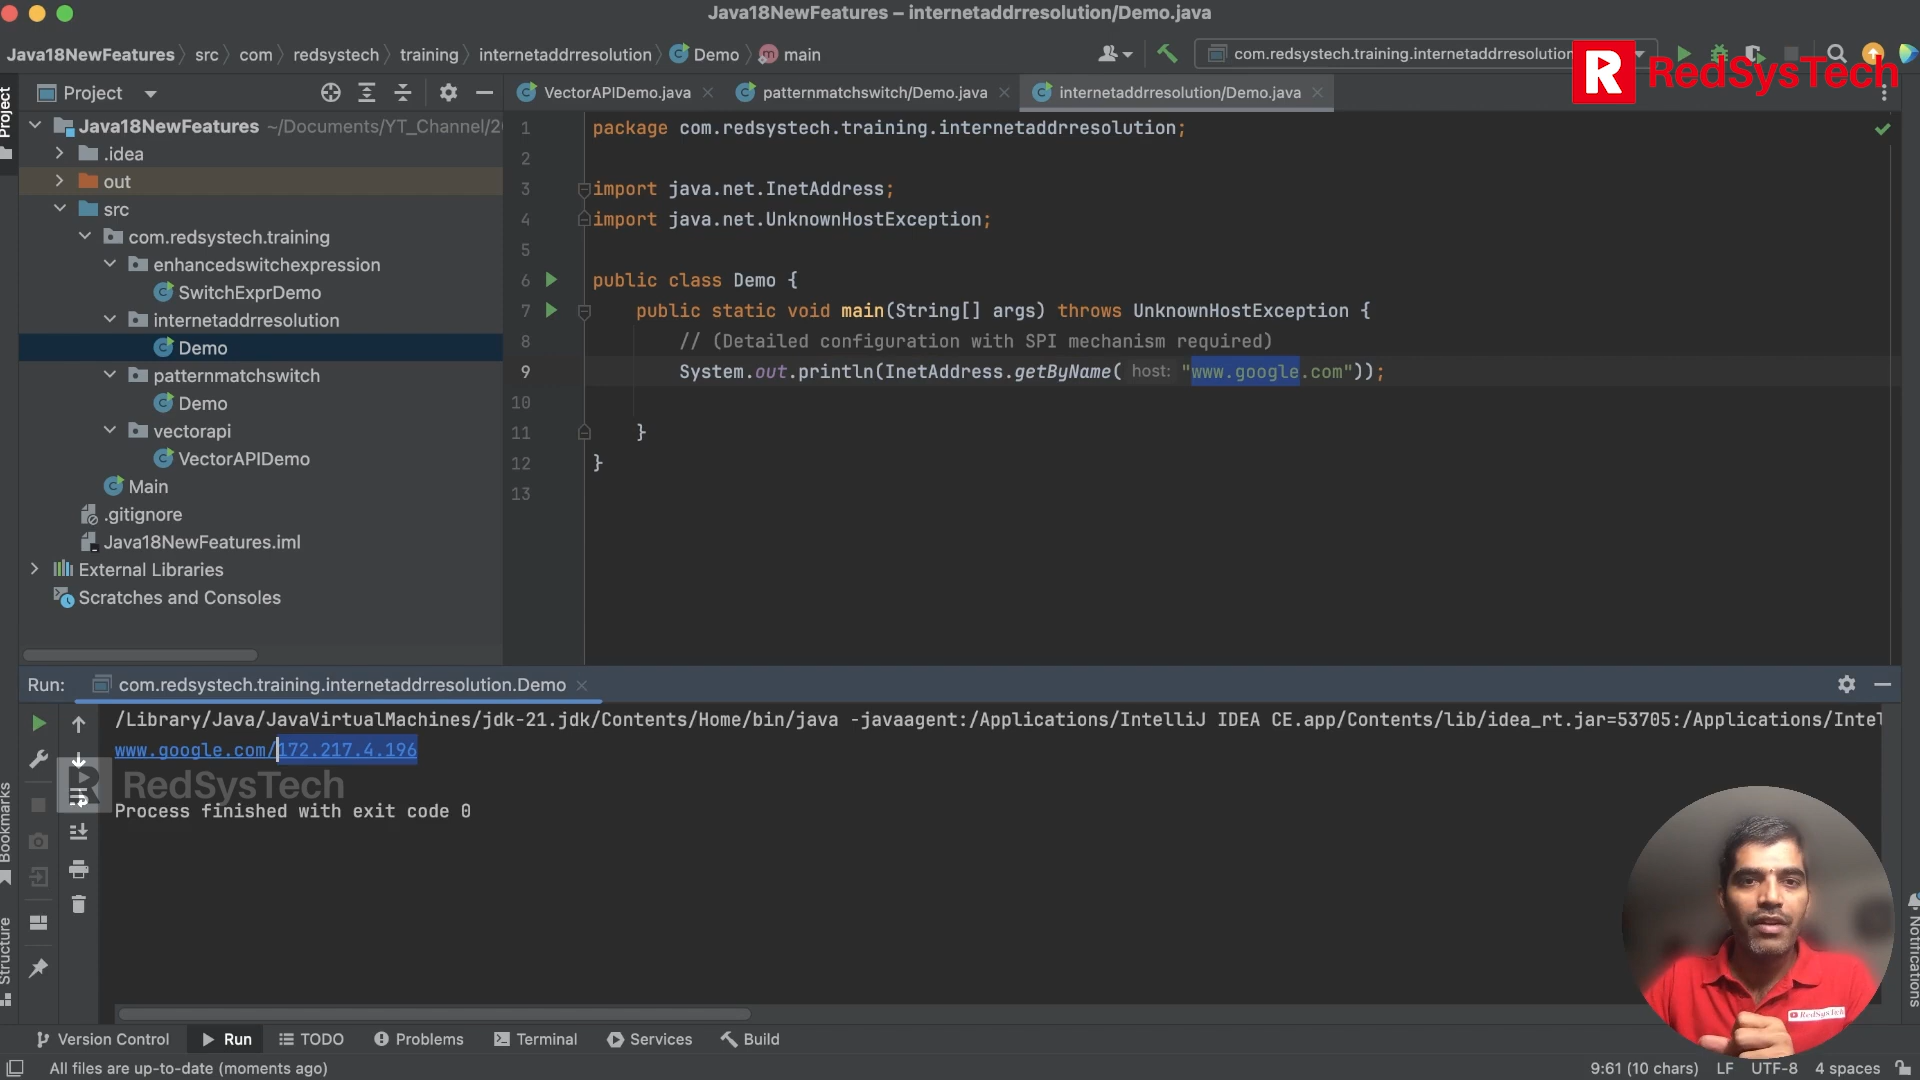 Java18NewFeatures – internetaddrresolution/Demo.java
Java18NewFeatures src com redsystech training internetaddrresolution Demo main
com.redsystech.training.internetaddrresolution
R RedSysTech
Project
Project
VectorAPIDemo.java patternmatchswitch/Demo.java internetaddrresolution/Demo.java
Java18NewFeatures ~/Documents/YT_Channel/20
.idea
out
src
com.redsystech.training
enhancedswitchexpression
SwitchExprDemo
internetaddrresolution
Demo
patternmatchswitch
Demo
vectorapi
VectorAPIDemo
Main
.gitignore
Java18NewFeatures.iml
External Libraries
Scratches and Consoles
1 package com.redsystech.training.internetaddrresolution;
2
3 import java.net.InetAddress;
4 import java.net.UnknownHostException;
5
6 public class Demo {
7 public static void main(String[] args) throws UnknownHostException {
8 // (Detailed configuration with SPI mechanism required)
9 System.out.println(InetAddress.getByName( host: "www.google.com"));
10
11 }
12 }
13
Run: com.redsystech.training.internetaddrresolution.Demo
/Library/Java/JavaVirtualMachines/jdk-21.jdk/Contents/Home/bin/java -javaagent:/Applications/IntelliJ IDEA CE.app/Contents/lib/idea_rt.jar=53705:/Applications/Intel
www.google.com/172.217.4.196
R RedSysTech
Process finished with exit code 0
Bookmarks
Structure
Notifications
RedSysTech
Version Control Run TODO Problems Terminal Services Build
All files are up-to-date (moments ago)
9:61 (10 chars) LF UTF-8 4 spaces